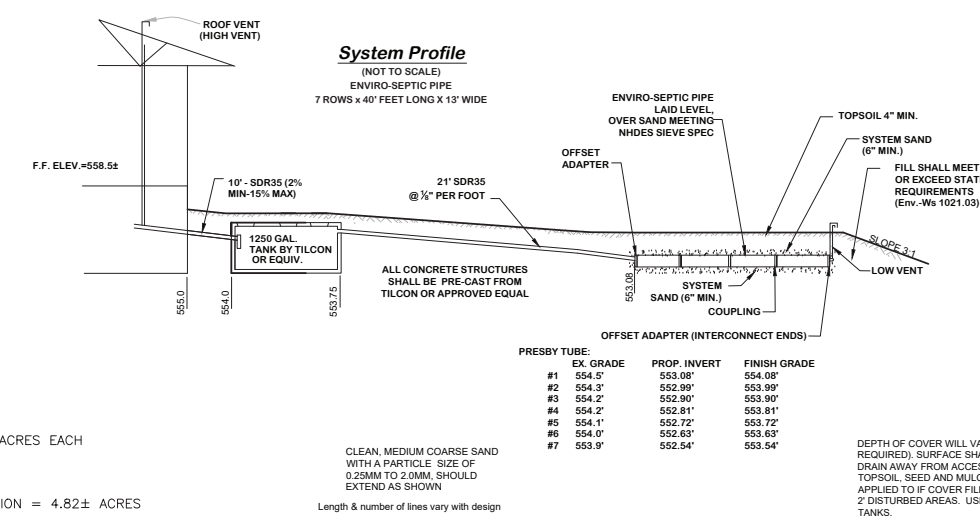 ROOF VENT
(HIGH VENT)
System Profile
(NOT TO SCALE)
ENVIRO-SEPTIC PIPE
7 ROWS x 40' FEET LONG X 13' WIDE
ENVIRO-SEPTIC PIPE
LAID LEVEL,
OVER SAND MEETING
NHDES SIEVE SPEC
TOPSOIL 4" MIN.
SYSTEM SAND
(6" MIN.)
OFFSET
ADAPTER
FILL SHALL MEET
OR EXCEED STAT
REQUIREMENTS
(Env.-Ws 1021.03)
F.F. ELEV.=558.5±
10' - SDR35 (2%
MIN-15% MAX)
21' SDR35
@ ⅛" PER FOOT
1250 GAL.
TANK BY TILCON
OR EQUIV.
SLOPE 3:1
ALL CONCRETE STRUCTURES
SHALL BE PRE-CAST FROM
TILCON OR APPROVED EQUAL
LOW VENT
555.0
554.0
553.75
553.08
SYSTEM
SAND (6" MIN.)
COUPLING
OFFSET ADAPTER (INTERCONNECT ENDS)
PRESBY TUBE:
EX. GRADE PROP. INVERT FINISH GRADE
#1 554.5' 553.08' 554.08'
#2 554.3' 552.99' 553.99'
#3 554.2' 552.90' 553.90'
#4 554.2' 552.81' 553.81'
#5 554.1' 552.72' 553.72'
#6 554.0' 552.63' 553.63'
#7 553.9' 552.54' 553.54'
ACRES EACH
ION = 4.82± ACRES
CLEAN, MEDIUM COARSE SAND
WITH A PARTICLE SIZE OF
0.25MM TO 2.0MM, SHOULD
EXTEND AS SHOWN
Length & number of lines vary with design
DEPTH OF COVER WILL VA
REQUIRED). SURFACE SHA
DRAIN AWAY FROM ACCES
TOPSOIL, SEED AND MULC
APPLIED TO IF COVER FILL
2' DISTURBED AREAS. USE
TANKS.